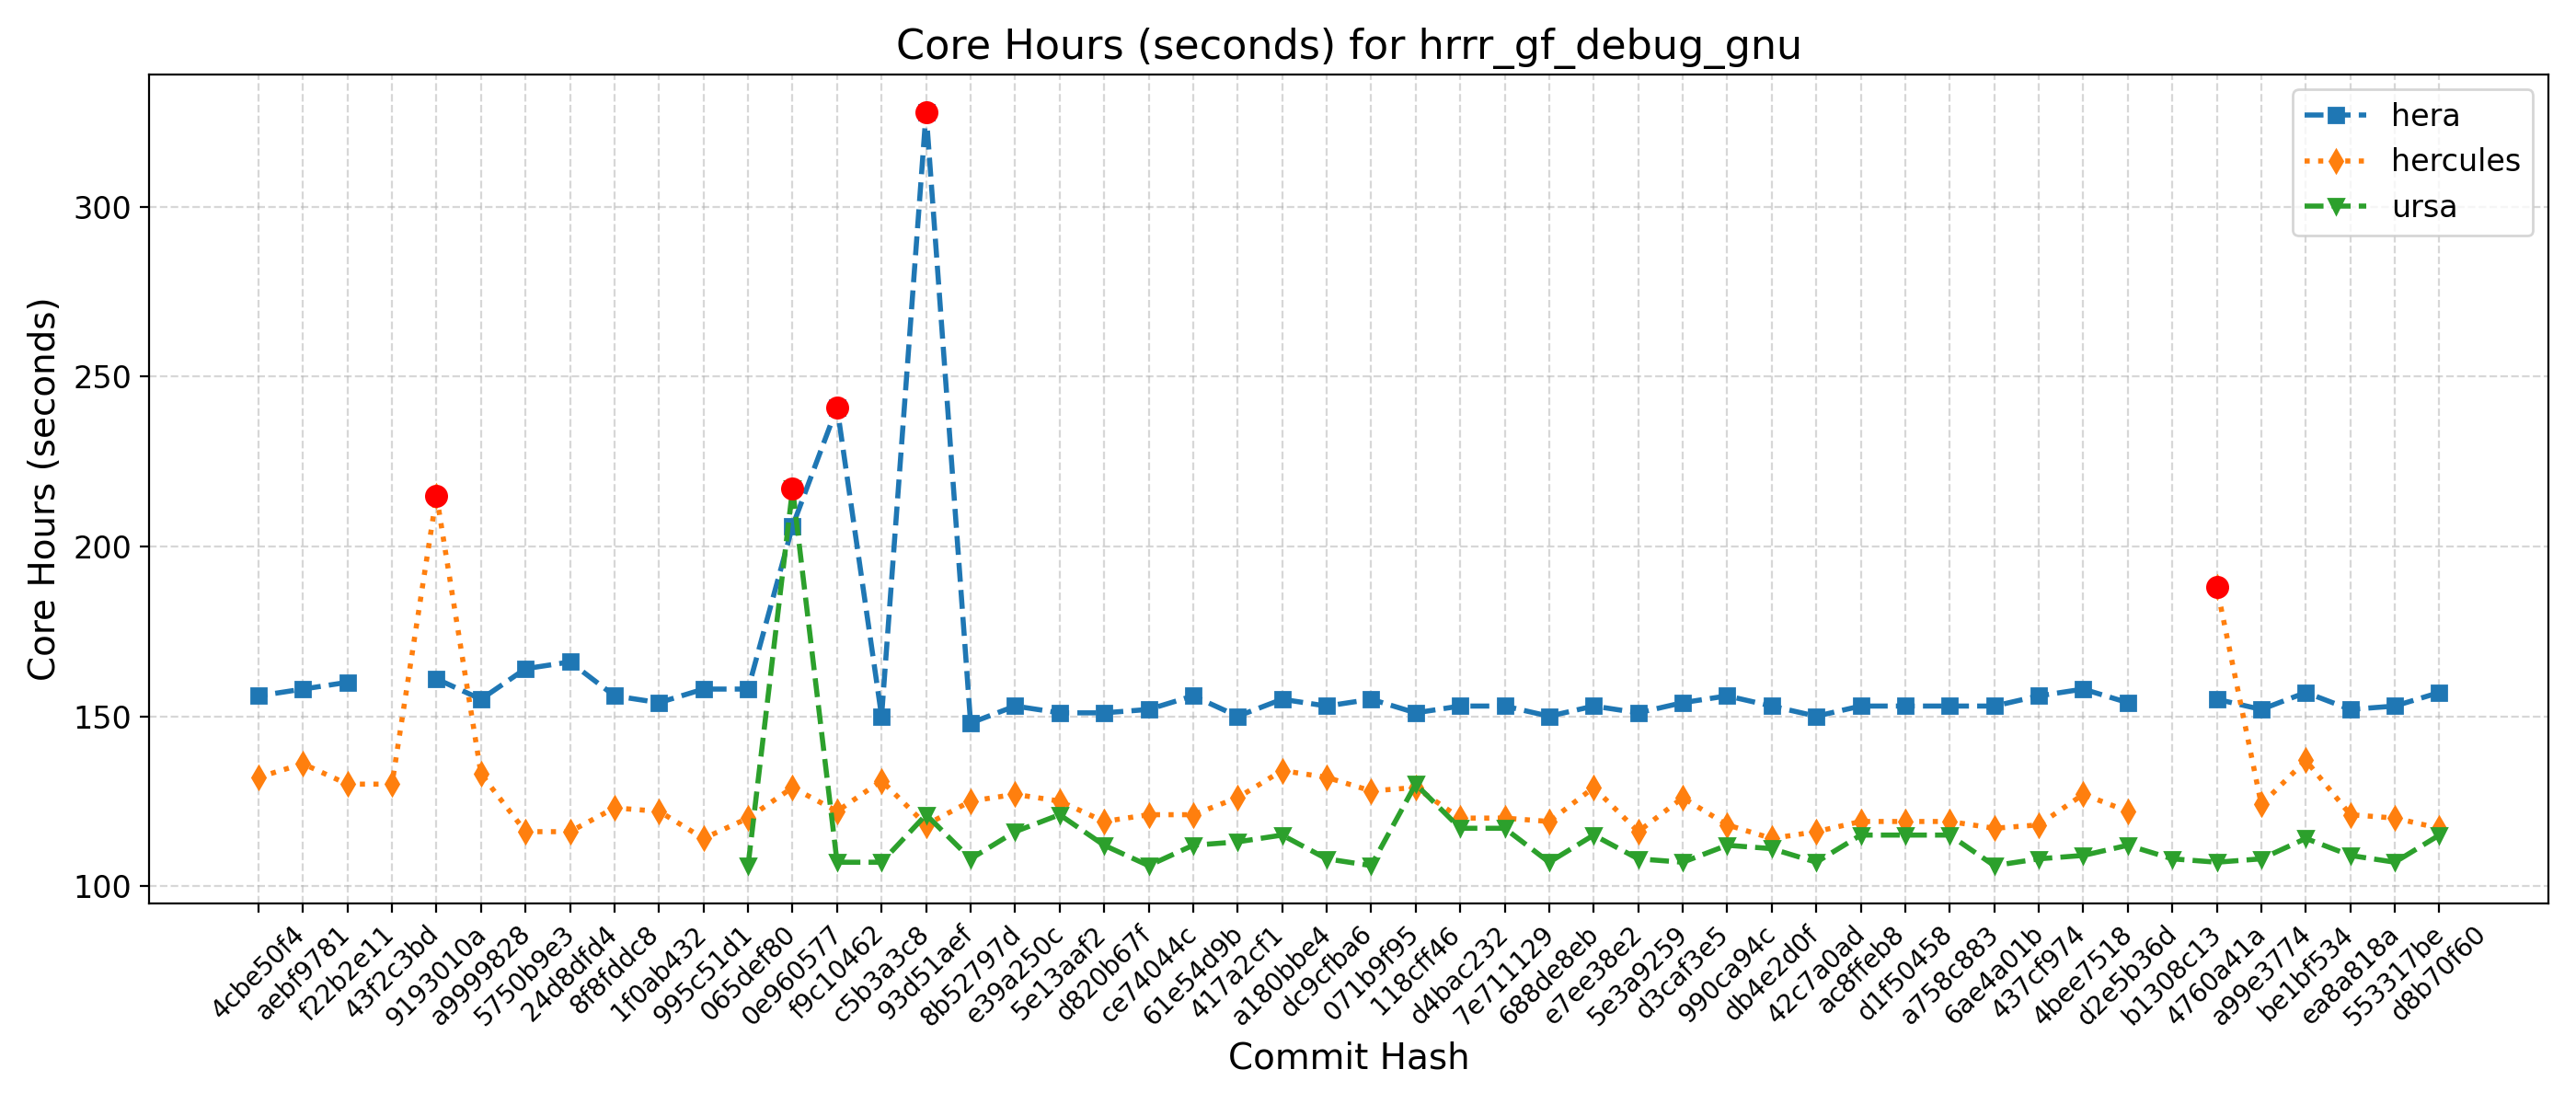 Core Hours (seconds) for hrrr_gf_debug_gnu
hera
hercules
ursa
Core Hours (seconds)
300
250
200
150
100
4cbe50f4
aebf9781
f22b2e11
43f2c3bd
9193010a
a9999828
5750b9e3
24d8dfd4
8f8fddc8
1f0ab432
995c51d1
065def80
0e960577
f9c10462
c5b3a3c8
93d51aef
8b52797d
e39a250c
5e13aaf2
d820b67f
ce74044c
61e54d9b
417a2cf1
a180bbe4
dc9cfba6
071b9f95
118cff46
d4bac232
7e711129
688de8eb
e7ee38e2
5e3a9259
d3caf3e5
990ca94c
db4e2d0f
42c7a0ad
ac8ffeb8
d1f50458
a758c883
6ae4a01b
437cf974
4bee7518
d2e5b36d
b1308c13
4760a41a
a99e3774
be1bf534
ea8a818a
553317be
d8b70f60
Commit Hash